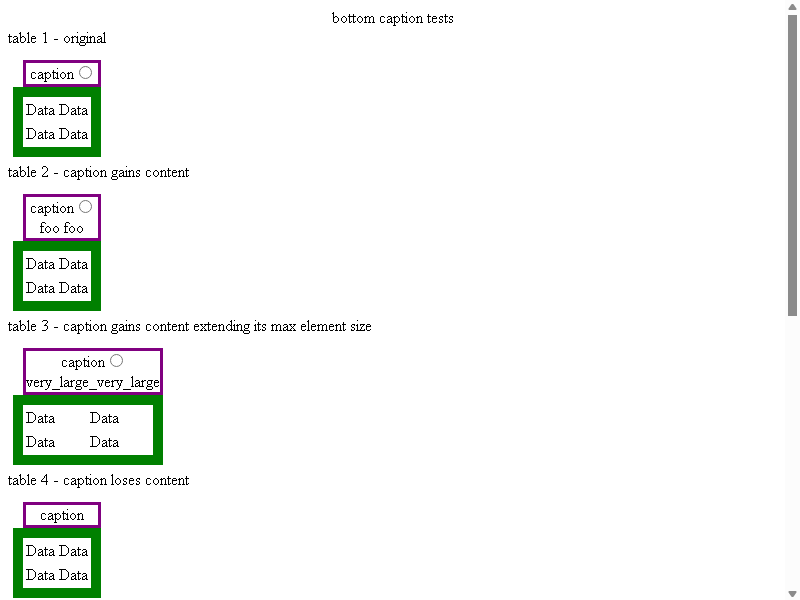 bottom caption tests
table 1 - original
caption
Data Data
Data Data
table 2 - caption gains content
caption
foo foo
Data Data
Data Data
table 3 - caption gains content extending its max element size
caption
very_large_very_large
Data Data
Data Data
table 4 - caption loses content
caption
Data Data
Data Data